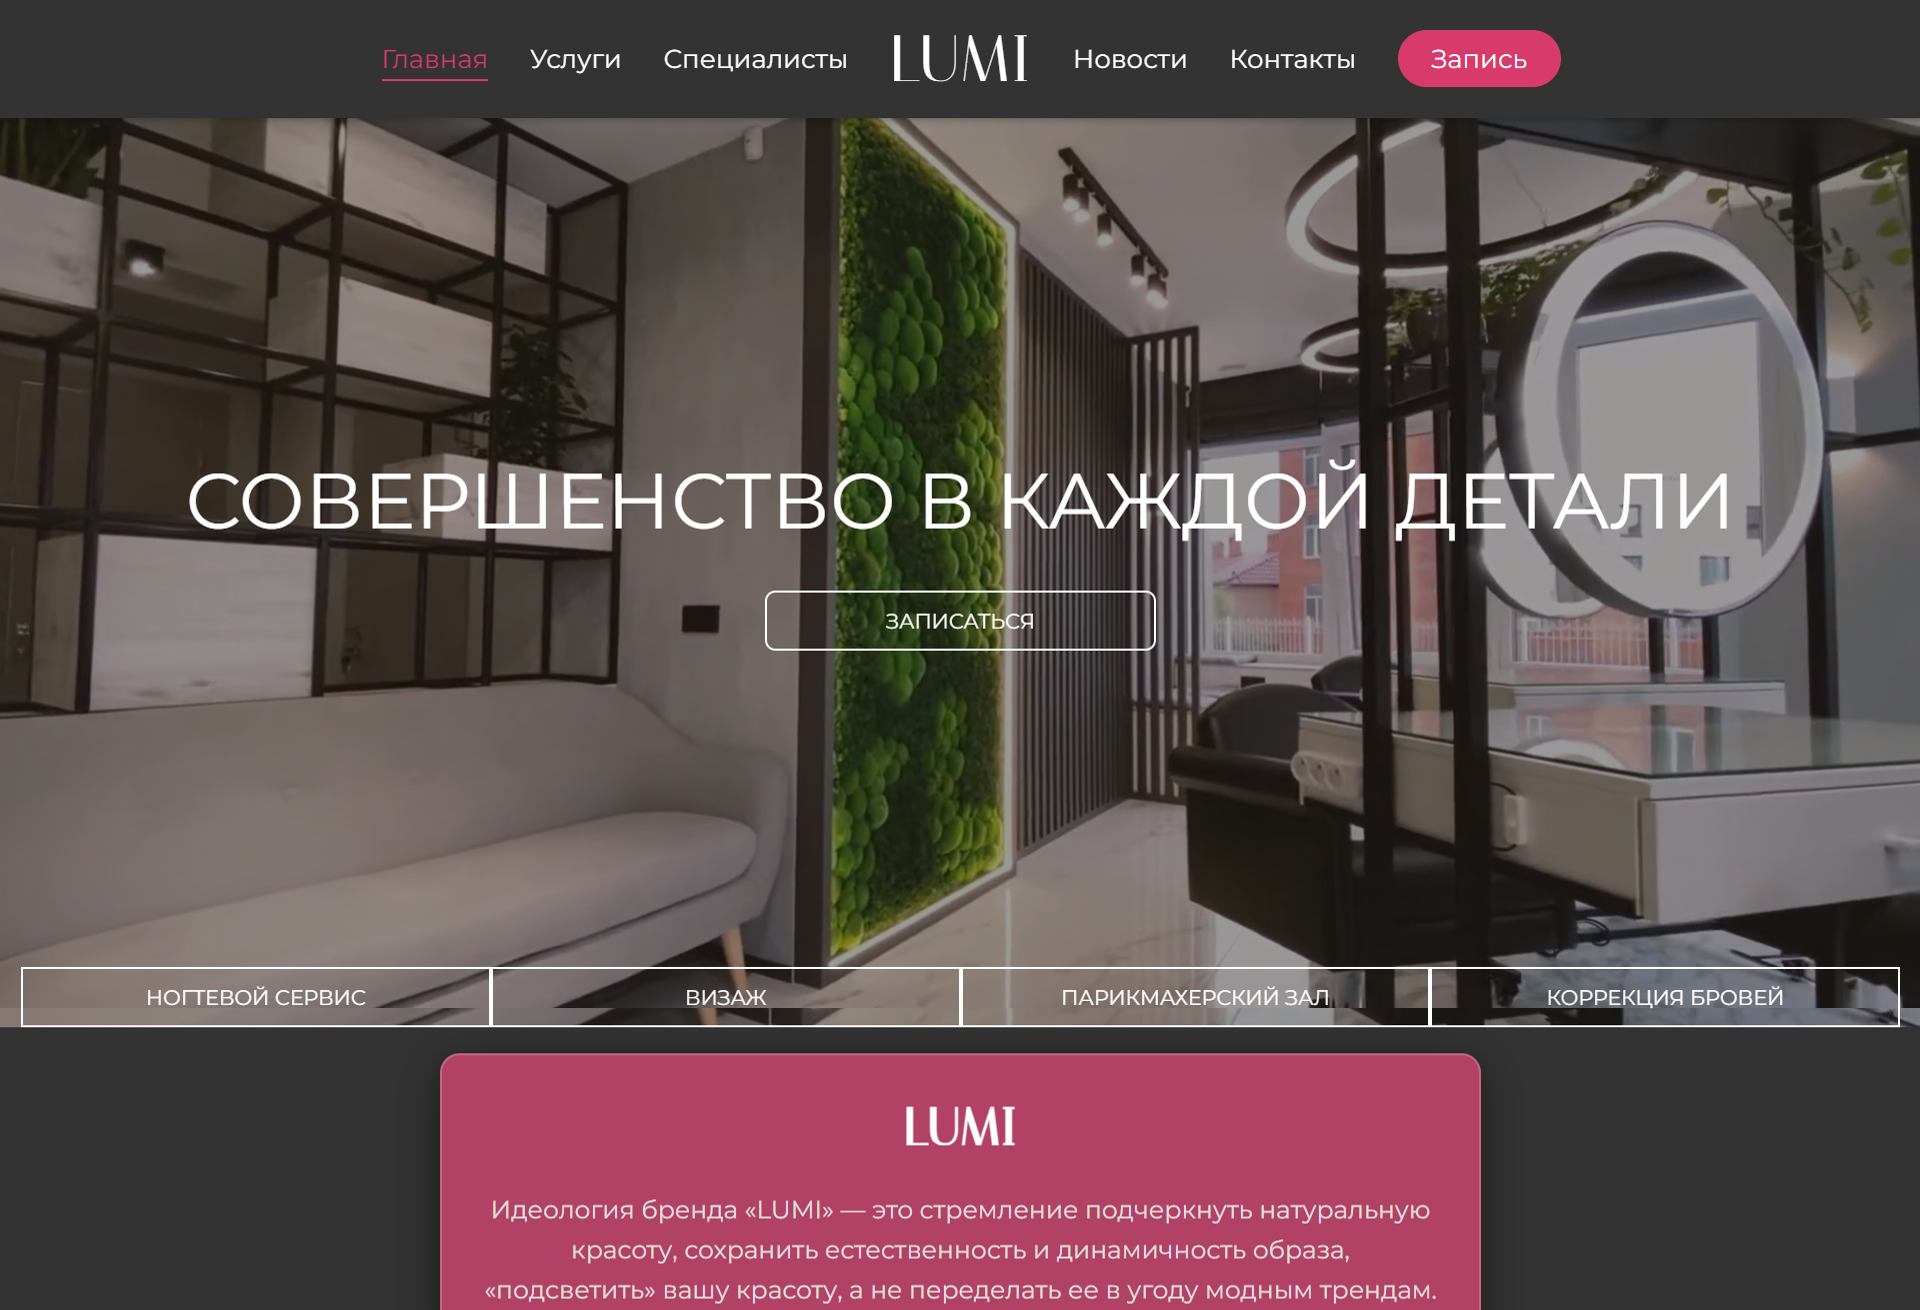 Главная Услуги Специалисты LUMI Новости Контакты Запись
СОВЕРШЕНСТВО В КАЖДОЙ ДЕТАЛИ
ЗАПИСАТЬСЯ
НОГТЕВОЙ СЕРВИС ВИЗАЖ ПАРИКМАХЕРСКИЙ ЗАЛ КОРРЕКЦИЯ БРОВЕЙ
LUMI
Идеология бренда «LUMI» — это стремление подчеркнуть натуральную
красоту, сохранить естественность и динамичность образа,
«подсветить» вашу красоту, а не переделать ее в угоду модным трендам.